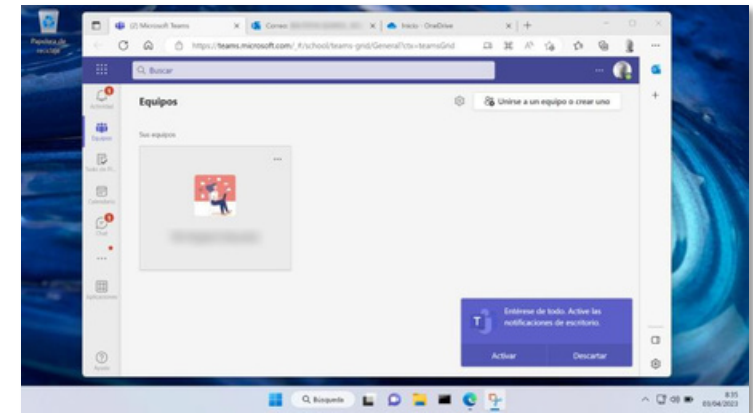 Papelera de
reciclaje
(2) Microsoft Teams
Correo
Inicio - OneDrive
https://teams.microsoft.com/_#/school/teams-grid/General?ctx=teamsGrid
Buscar
Actividad
Equipos
Unirse a un equipo o crear uno
Equipos
Sus equipos
Calendario
Chat
Aplicaciones
Ayuda
Entérese de todo. Active las
notificaciones de escritorio.
Activar
Descartar
Búsqueda
8:35
03/04/2023